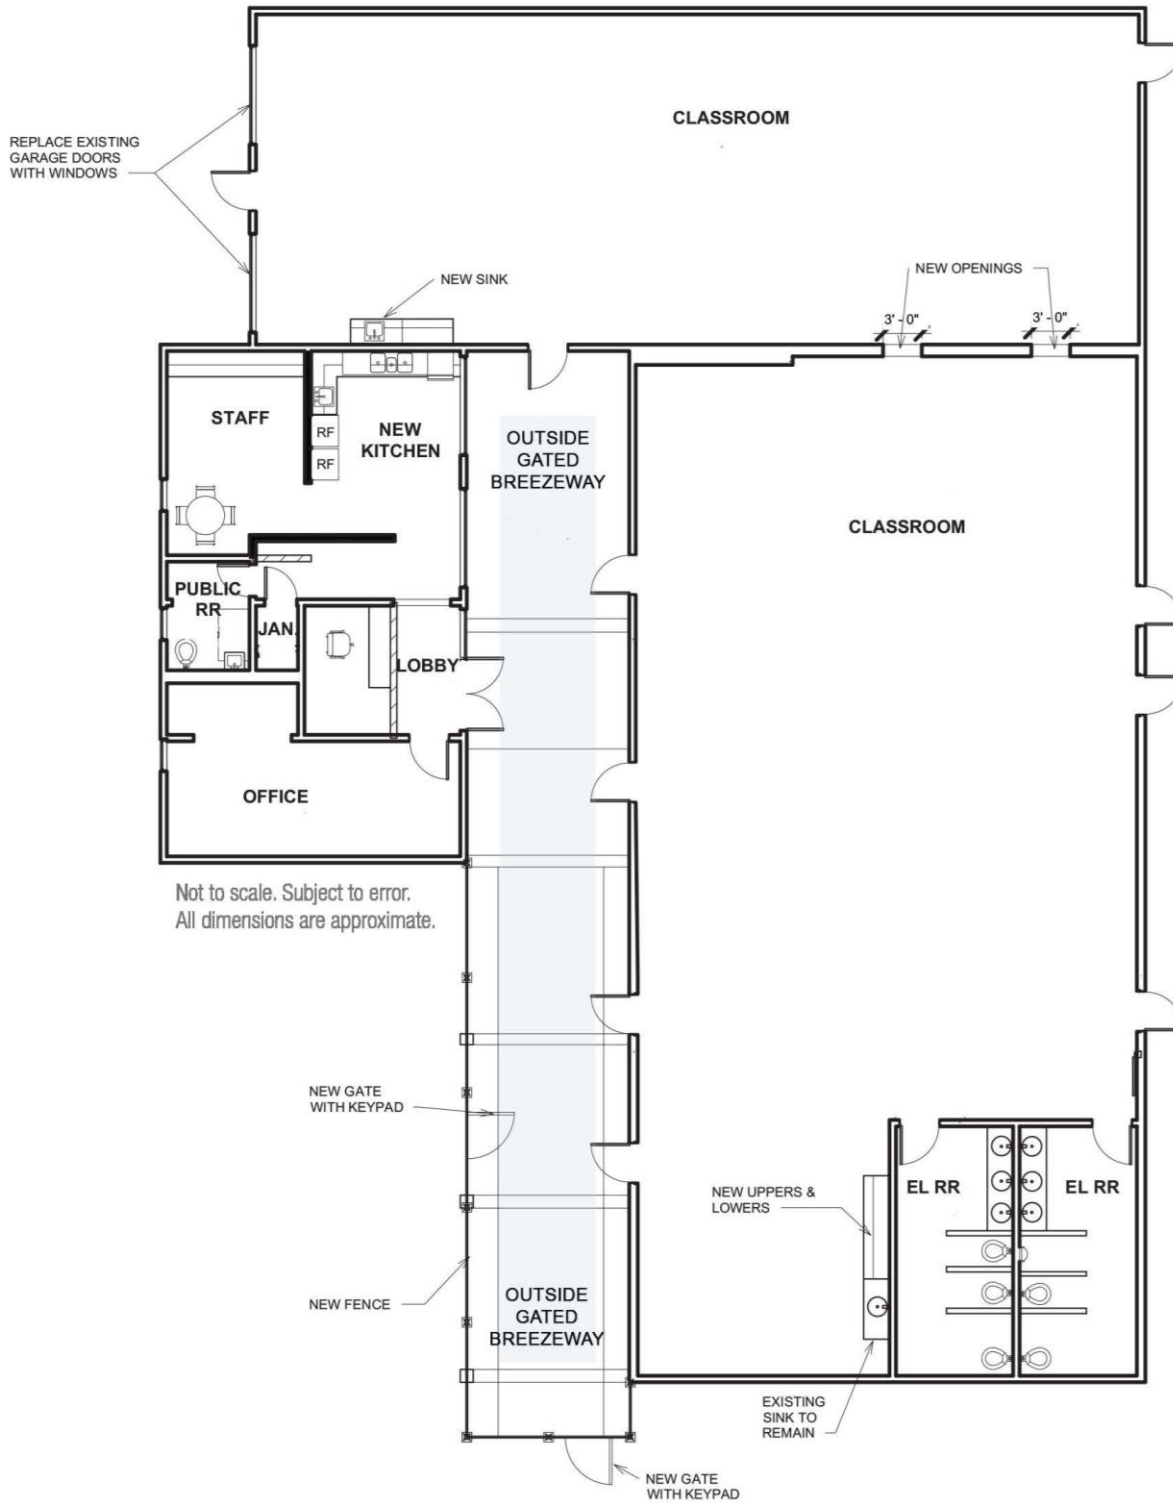 CLASSROOM
REPLACE EXISTING
GARAGE DOORS
WITH WINDOWS
NEW SINK
NEW OPENINGS
3' - 0"
3' - 0"
STAFF
RF
RF
NEW
KITCHEN
OUTSIDE
GATED
BREEZEWAY
CLASSROOM
PUBLIC
RR
JAN.
LOBBY
OFFICE
Not to scale. Subject to error.
All dimensions are approximate.
NEW GATE
WITH KEYPAD
NEW UPPERS &
LOWERS
EL RR
EL RR
NEW FENCE
OUTSIDE
GATED
BREEZEWAY
EXISTING
SINK TO
REMAIN
NEW GATE
WITH KEYPAD